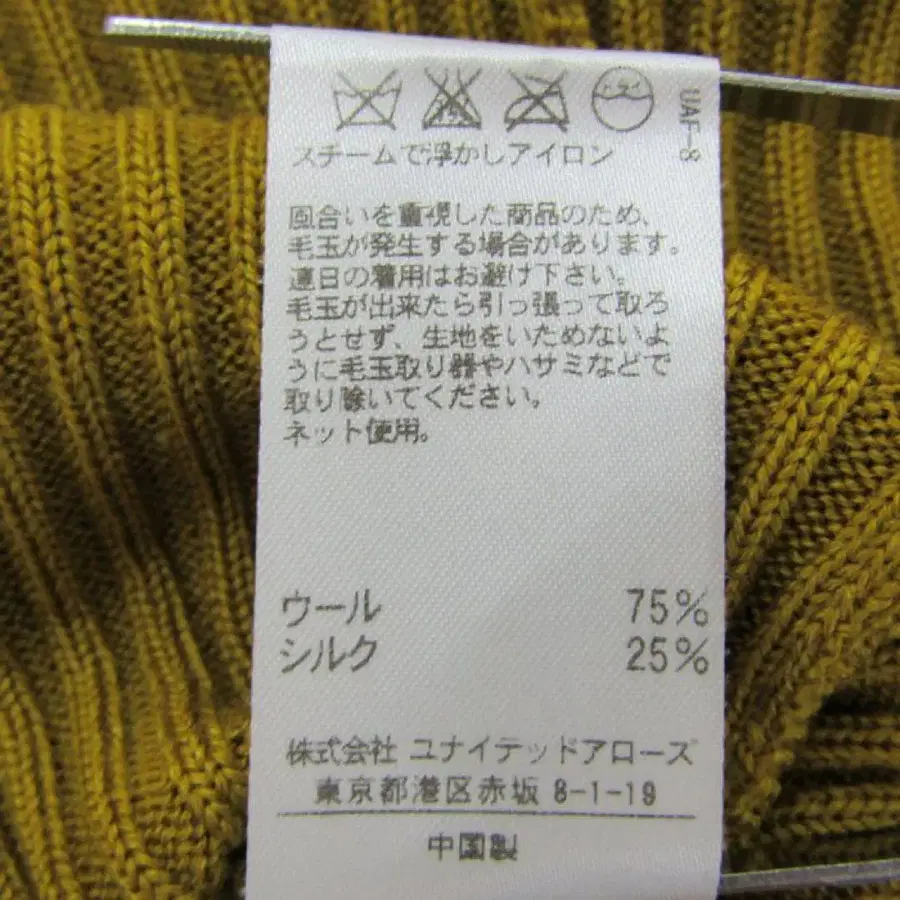 UAF-8
スチームで浮かしアイロン
風合いを重視した商品のため、
毛玉が発生する場合があります。
連日の着用はお避け下さい。
毛玉が出来たら引っ張って取ろ
うとせず、生地をいためないよ
うに毛玉取り器やハサミなどで
取り除いてください。
ネット使用。
ウール 75%
シルク 25%
株式会社 ユナイテッドアローズ
東京都港区赤坂 8-1-19
中国製